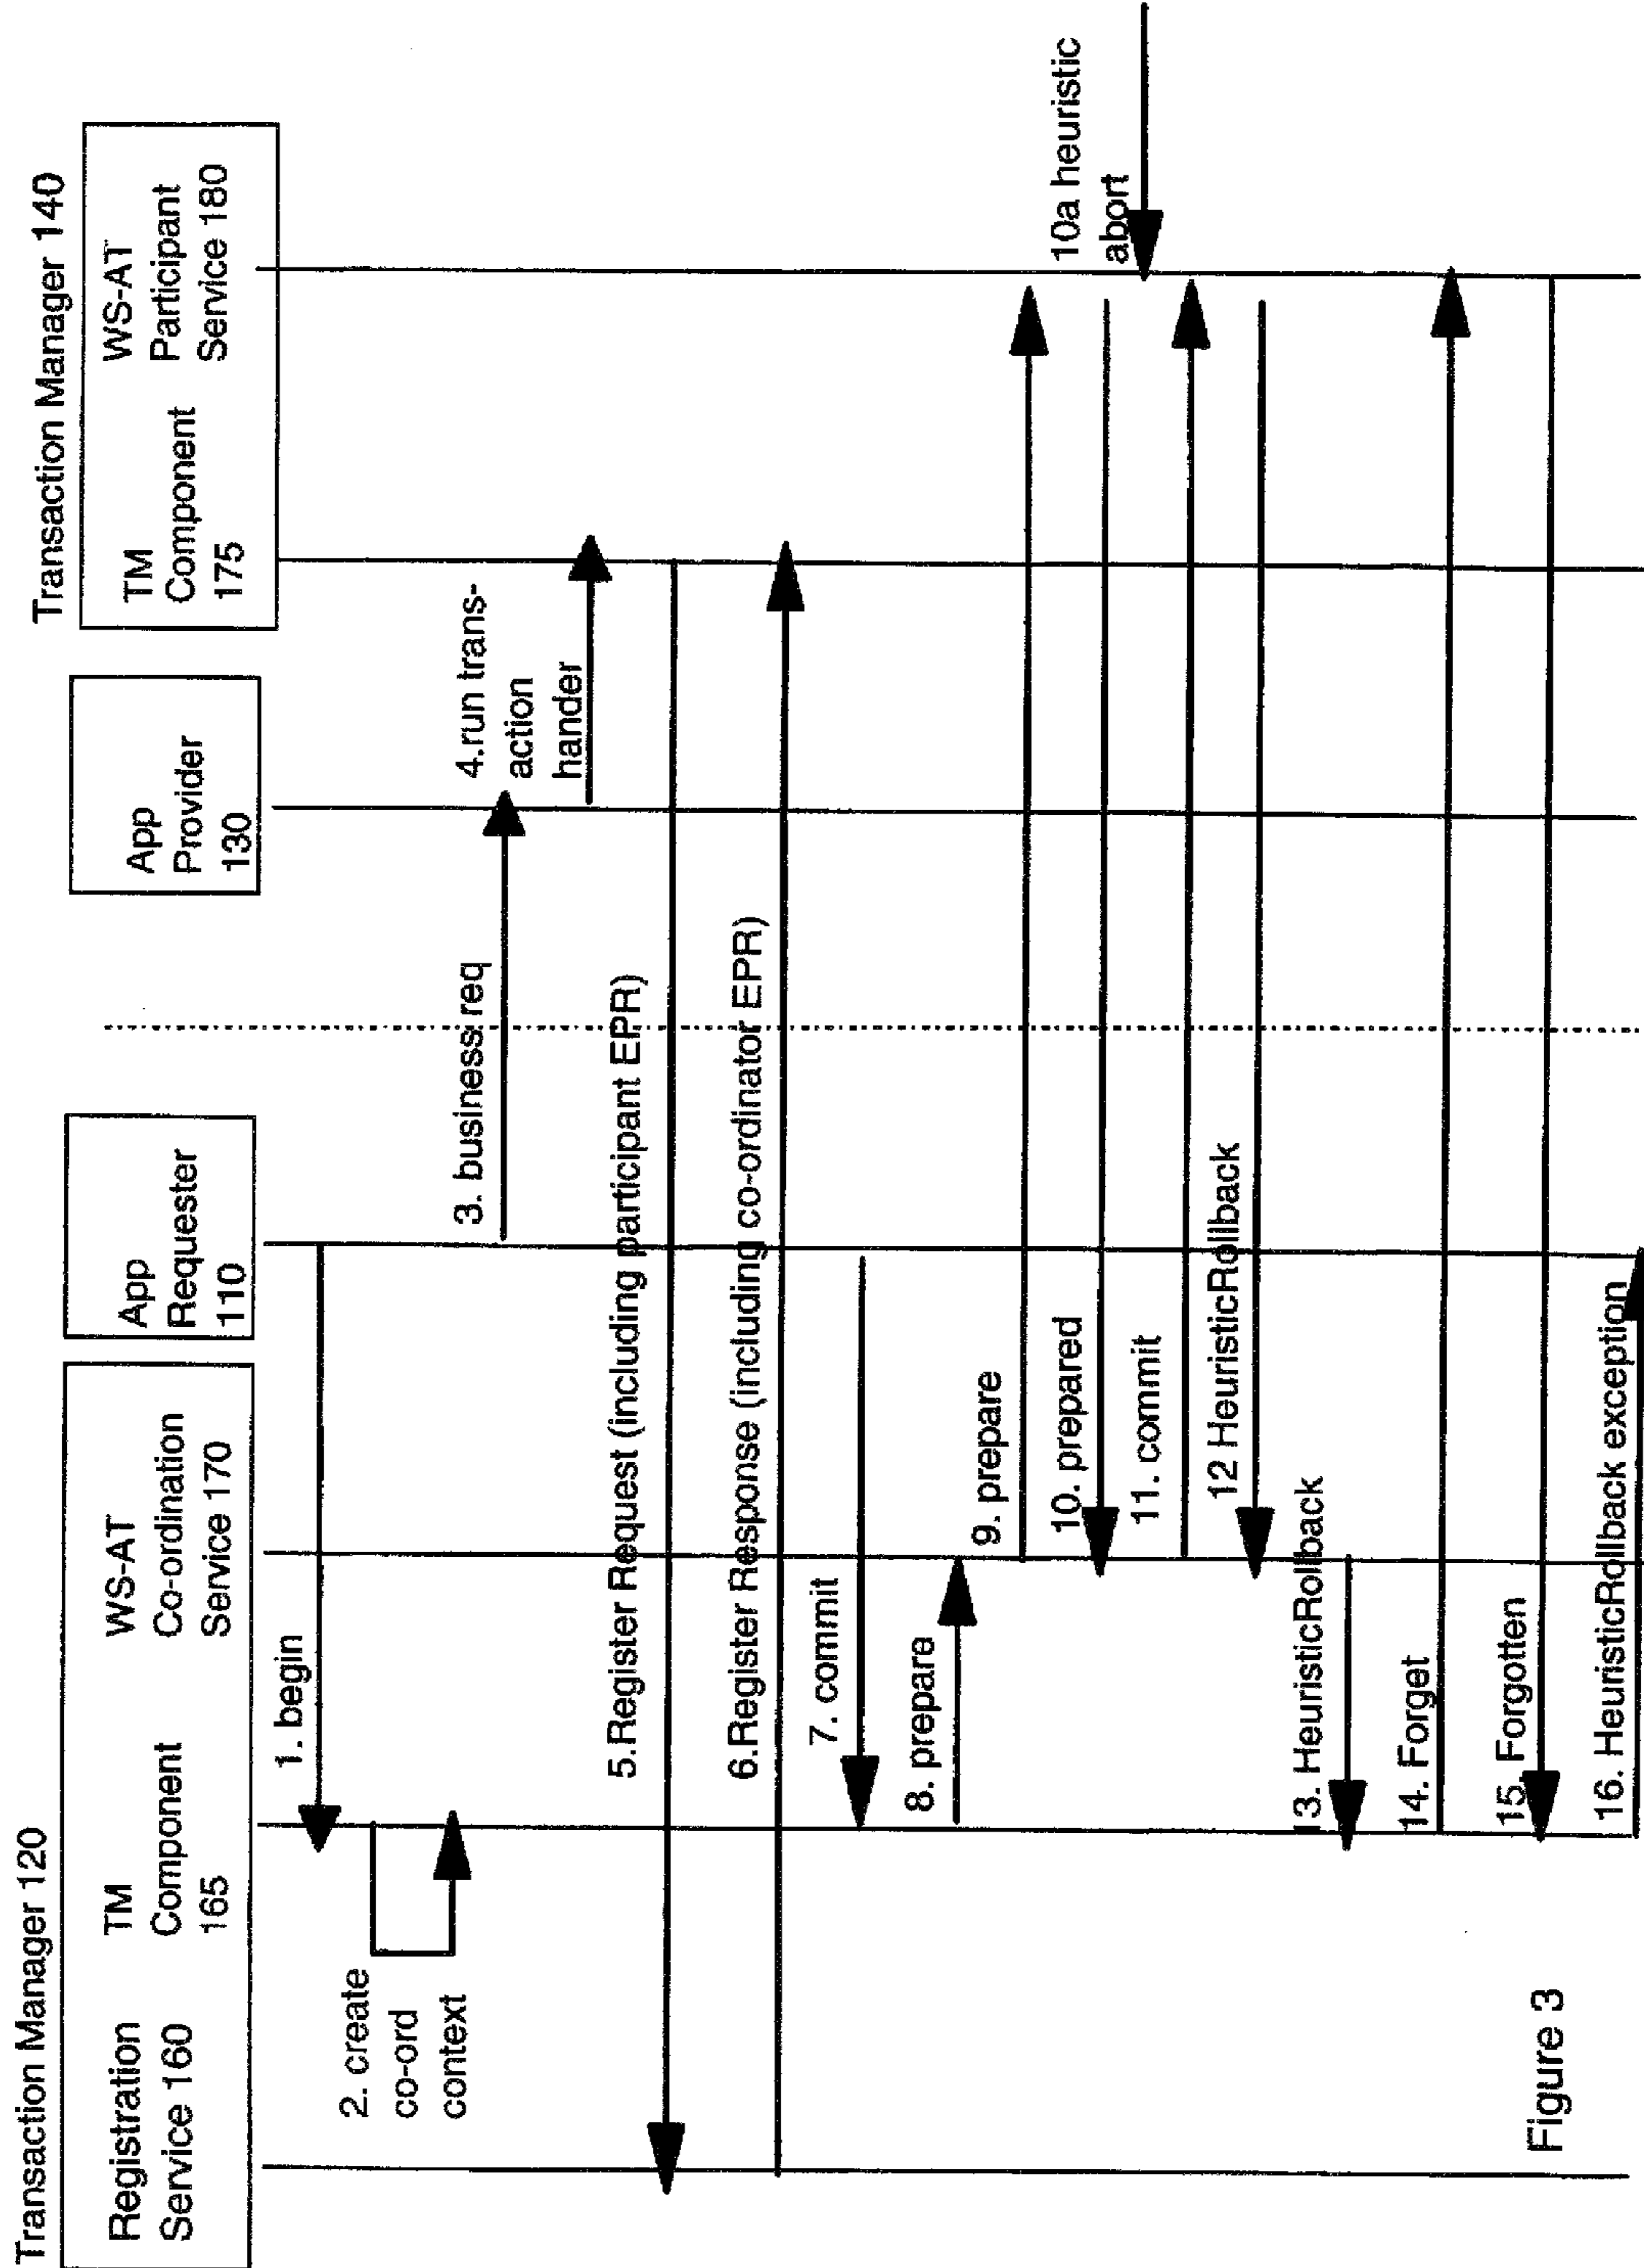 Transaction Manager 120
Registration
Service 160
TM
Component
165
WS-AT
Co-ordination
Service 170
App
Requester
110
App
Provider
130
Transaction Manager 140
TM
Component
175
WS-AT
Participant
Service 180
1. begin
2. create
co-ord
context
3. business req
4.run trans-
action
hander
5.Register Request (including participant EPR)
6.Register Response (including co-ordinator EPR)
7. commit
8. prepare
9. prepare
10. prepared
10a heuristic
abort
11. commit
12 HeuristicRollback
13. HeuristicRollback
14. Forget
15. Forgotten
16. HeuristicRollback exception
Figure 3